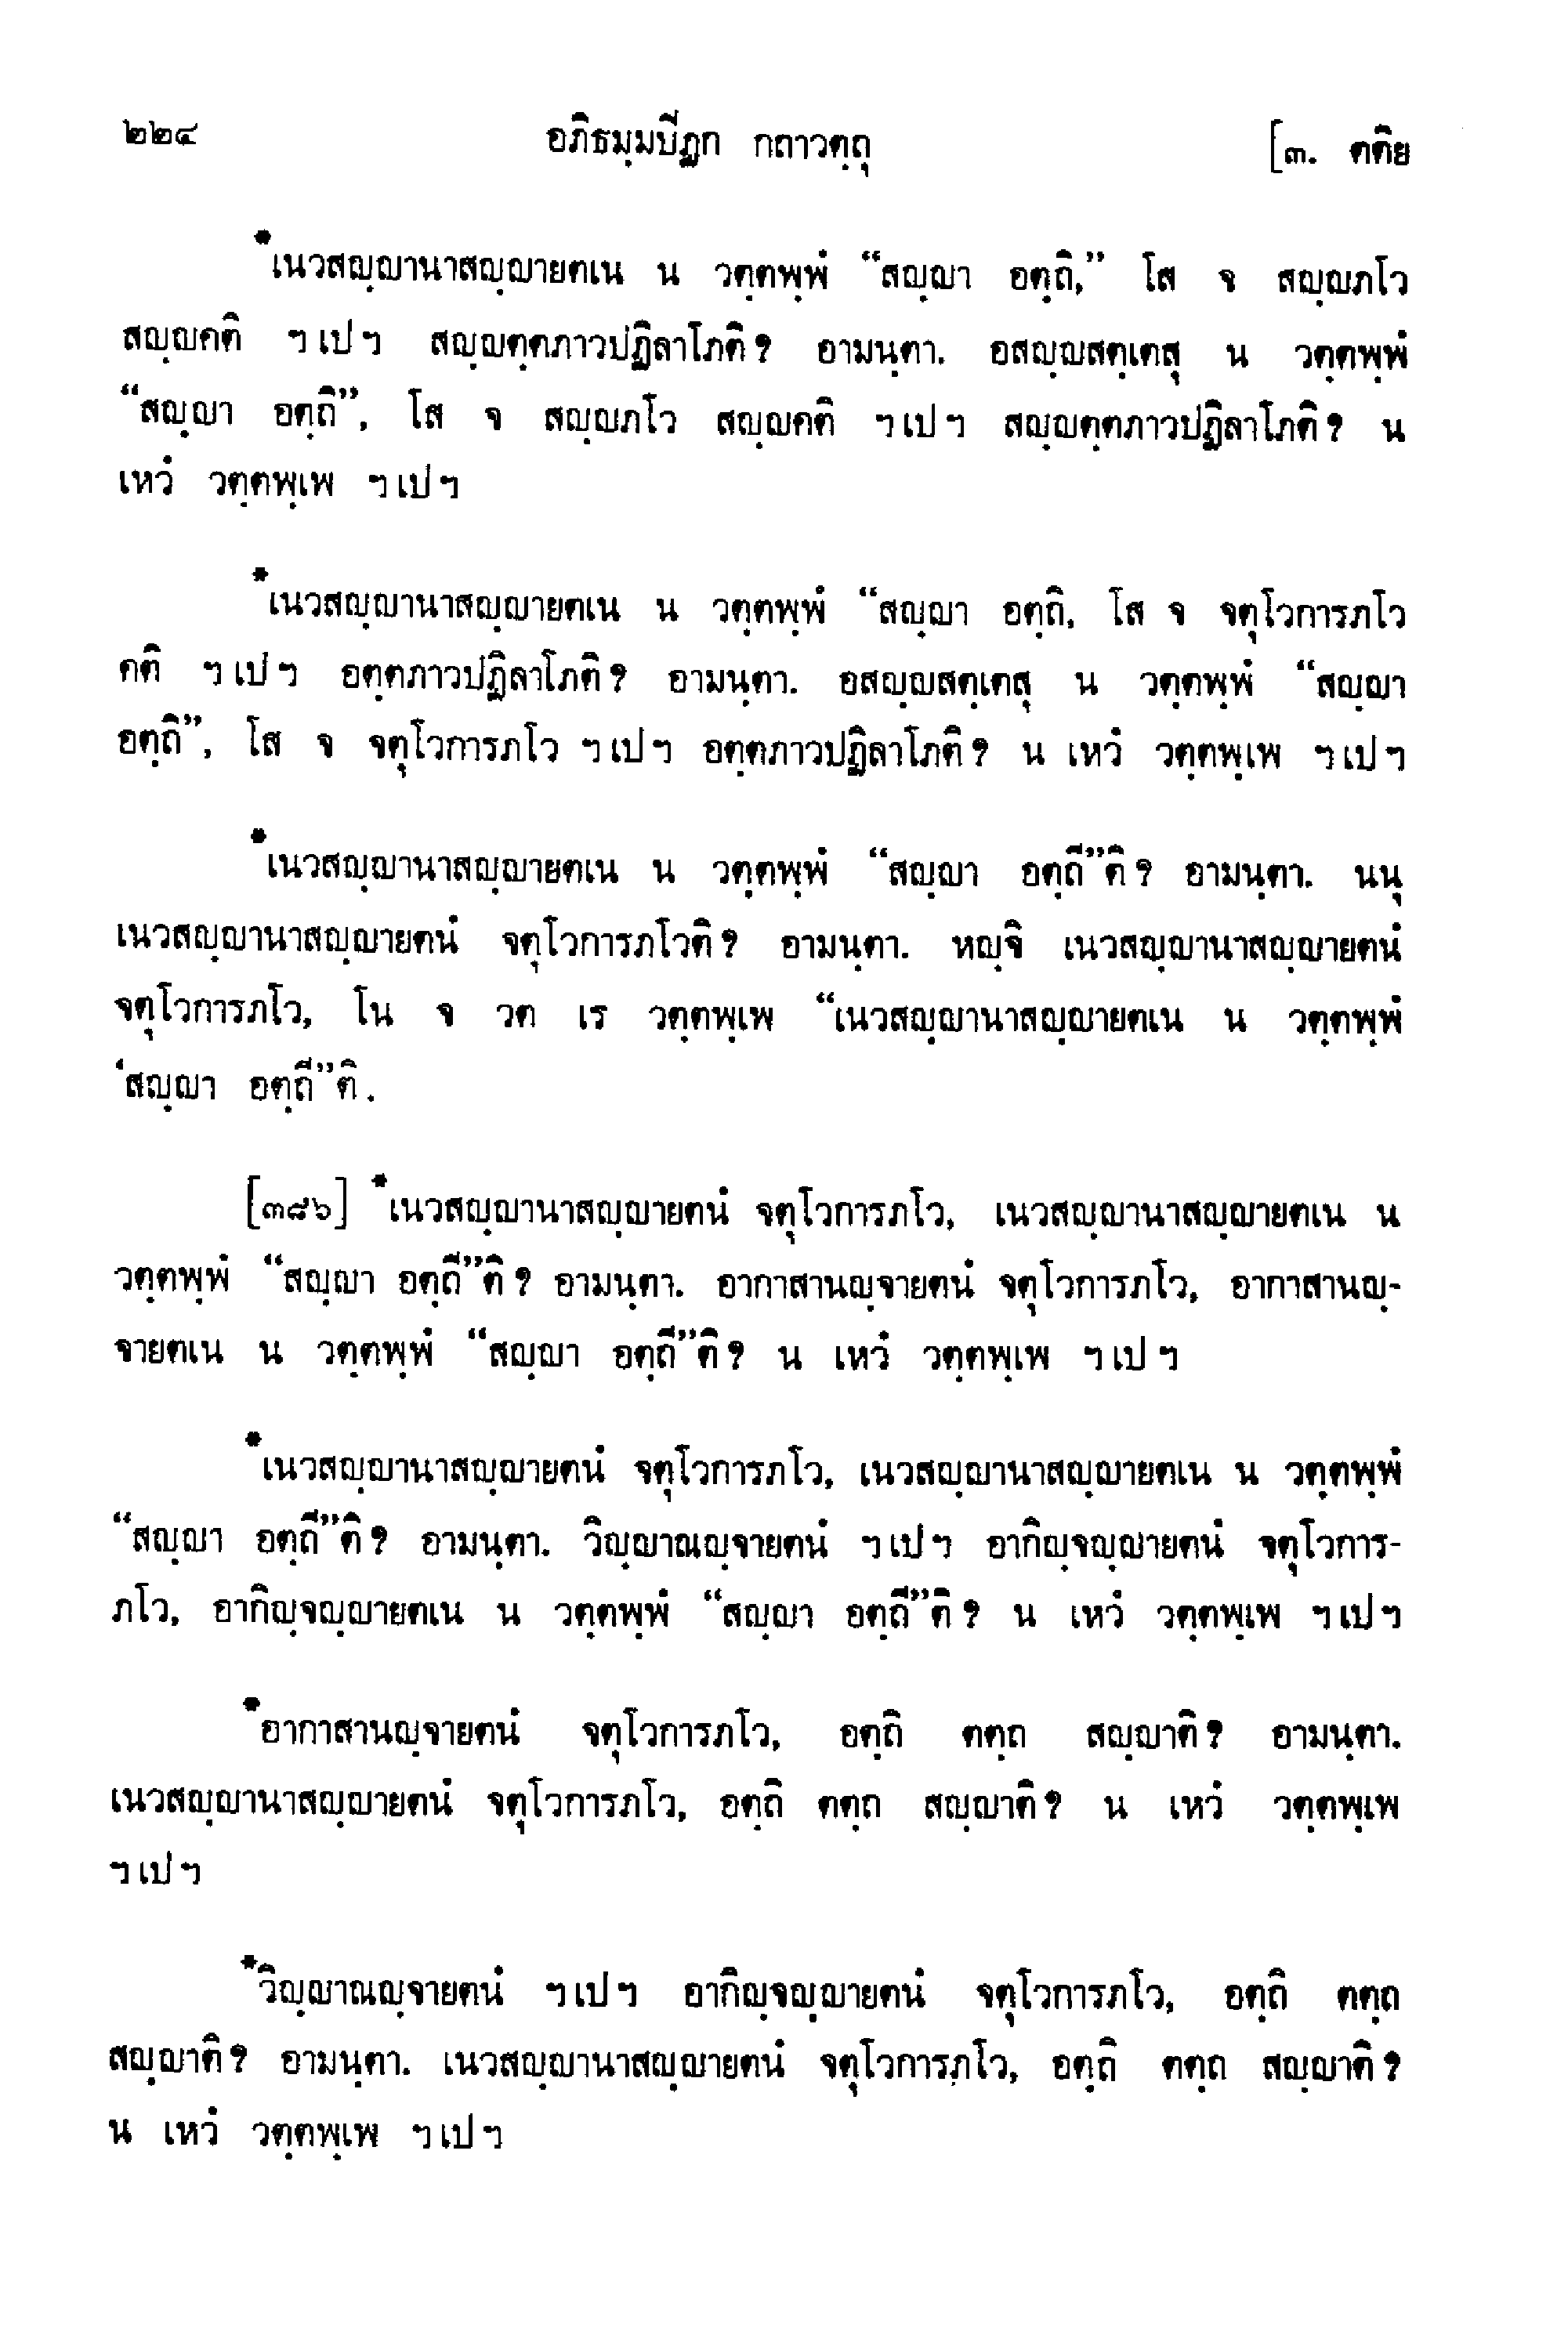 ๒๒๔ อภิธมฺมปีฏก กถาวตฺถุ [๓. ตติย
*เนวสญฺญานาสญฺญายตเน น วตฺตพฺพํ “สญฺญา อตฺถิ,” โส จ สญฺญภโว
สญฺญคติ ฯ เป ฯ สญฺญตฺตภาวปฏิลาโภติ? อามนฺตา. อสญฺญสตฺเตสุ น วตฺตพฺพํ
“สญฺญา อตฺถิ”, โส จ สญฺญภโว สญฺญคติ ฯ เป ฯ สญฺญตฺตภาวปฏิลาโภติ? น
เหวํ วตฺตพฺเพ ฯ เป ฯ
*เนวสญฺญานาสญฺญายตเน น วตฺตพฺพํ “สญฺญา อตฺถิ, โส จ จตุโวการภโว
คติ ฯ เป ฯ อตฺตภาวปฏิลาโภติ? อามนฺตา. อสญฺญสตฺเตสุ น วตฺตพฺพํ “สญฺญา
อตฺถิ”, โส จ จตุโวการภโว ฯ เป ฯ อตฺตภาวปฏิลาโภติ? น เหวํ วตฺตพฺเพ ฯ เป ฯ
*เนวสญฺญานาสญฺญายตเน น วตฺตพฺพํ “สญฺญา อตฺถี”ติ? อามนฺตา. นนุ
เนวสญฺญานาสญฺญายตนํ จตุโวการภโวติ? อามนฺตา. หญฺจิ เนวสญฺญานาสญฺญายตนํ
จตุโวการภโว, โน จ วต เร วตฺตพฺเพ “เนวสญฺญานาสญฺญายตเน น วตฺตพฺพํ
‘สญฺญา อตฺถี”ติ.
[๓๘๖] *เนวสญฺญานาสญฺญายตนํ จตุโวการภโว, เนวสญฺญานาสญฺญายตเน น
วตฺตพฺพํ “สญฺญา อตฺถี”ติ? อามนฺตา. อากาสานญฺจายตนํ จตุโวการภโว, อากาสานญฺ-
จายตเน น วตฺตพฺพํ “สญฺญา อตฺถี”ติ? น เหวํ วตฺตพฺเพ ฯ เป ฯ
*เนวสญฺญานาสญฺญายตนํ จตุโวการภโว, เนวสญฺญานาสญฺญายตเน น วตฺตพฺพํ
“สญฺญา อตฺถี”ติ? อามนฺตา. วิญฺญาณญฺจายตนํ ฯ เป ฯ อากิญฺจญฺญายตนํ จตุโวการ-
ภโว, อากิญฺจญฺญายตเน น วตฺตพฺพํ “สญฺญา อตฺถี”ติ? น เหวํ วตฺตพฺเพ ฯ เป ฯ
*อากาสานญฺจายตนํ จตุโวการภโว, อตฺถิ ตตฺถ สญฺญาติ? อามนฺตา.
เนวสญฺญานาสญฺญายตนํ จตุโวการภโว, อตฺถิ ตตฺถ สญฺญาติ? น เหวํ วตฺตพฺเพ
ฯ เป ฯ
*วิญฺญาณญฺจายตนํ ฯ เป ฯ อากิญฺจญฺญายตนํ จตุโวการภโว, อตฺถิ ตตฺถ
สญฺญาติ? อามนฺตา. เนวสญฺญานาสญฺญายตนํ จตุโวการภโว, อตฺถิ ตตฺถ สญฺญาติ?
น เหวํ วตฺตพฺเพ ฯ เป ฯ